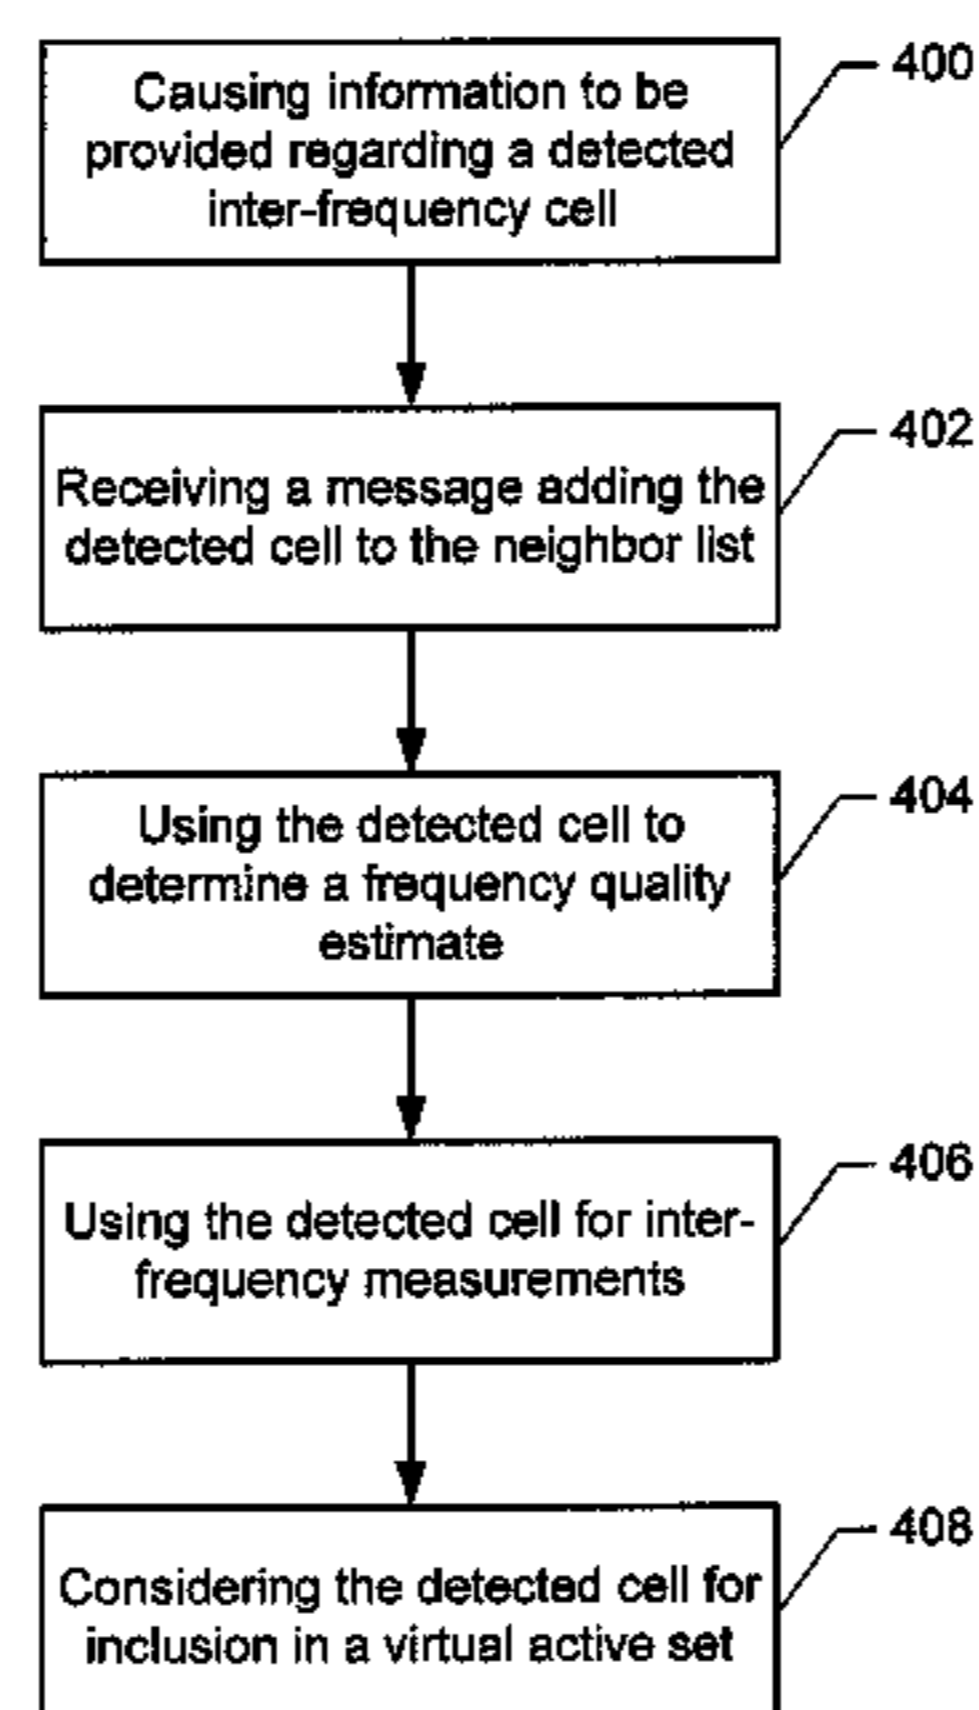 Causing information to be
provided regarding a detected
inter-frequency cell
400
Receiving a message adding the
detected cell to the neighbor list
402
Using the detected cell to
determine a frequency quality
estimate
404
Using the detected cell for inter-
frequency measurements
406
Considering the detected cell for
inclusion in a virtual active set
408